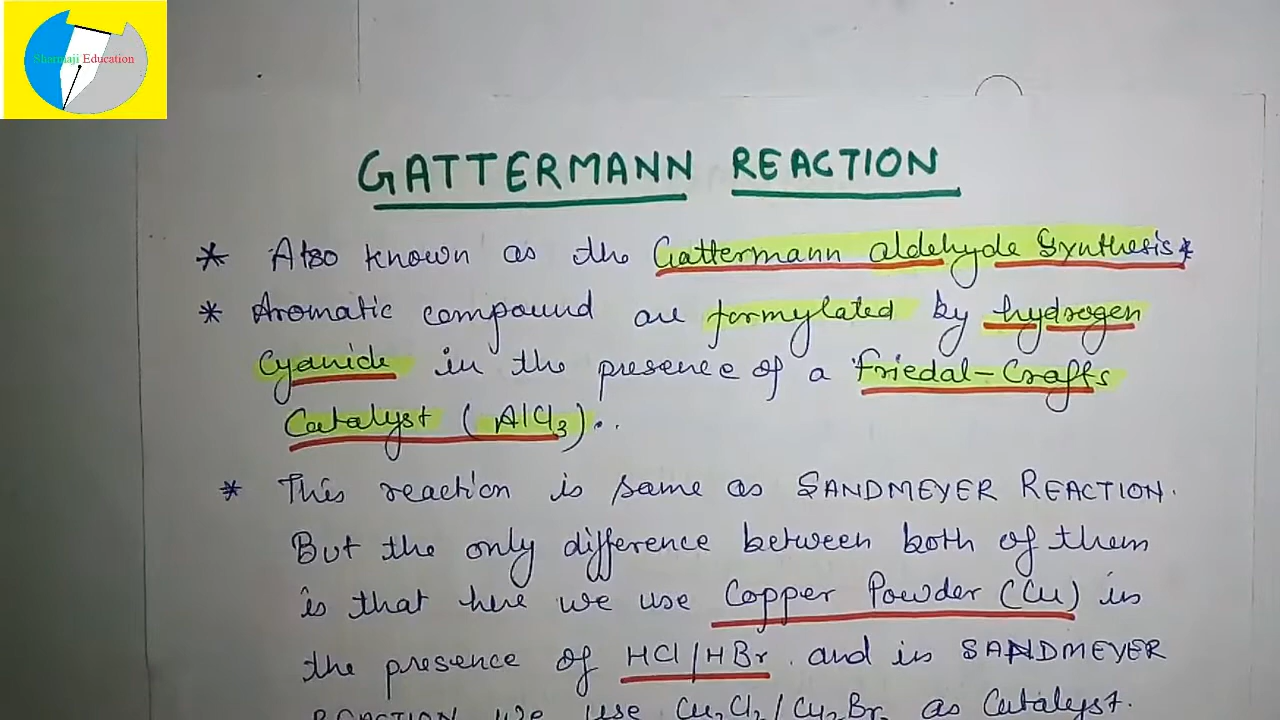 Sharmaji Education
GATTERMANN REACTION
* Also known as the Gattermann aldehyde Synthesis*
* Aromatic compound are formylated by hydrogen
Cyanide in the presence of a Friedal-Crafts
Catalyst (AlCl3)..
* This reaction is same as SANDMEYER REACTION.
But the only difference between both of them
is that here we use Copper Powder (Cu) in
the presence of HCl/HBr. and in SANDMEYER
REACTION we use Cu2Cl2/Cu2Br2 as Catalyst.